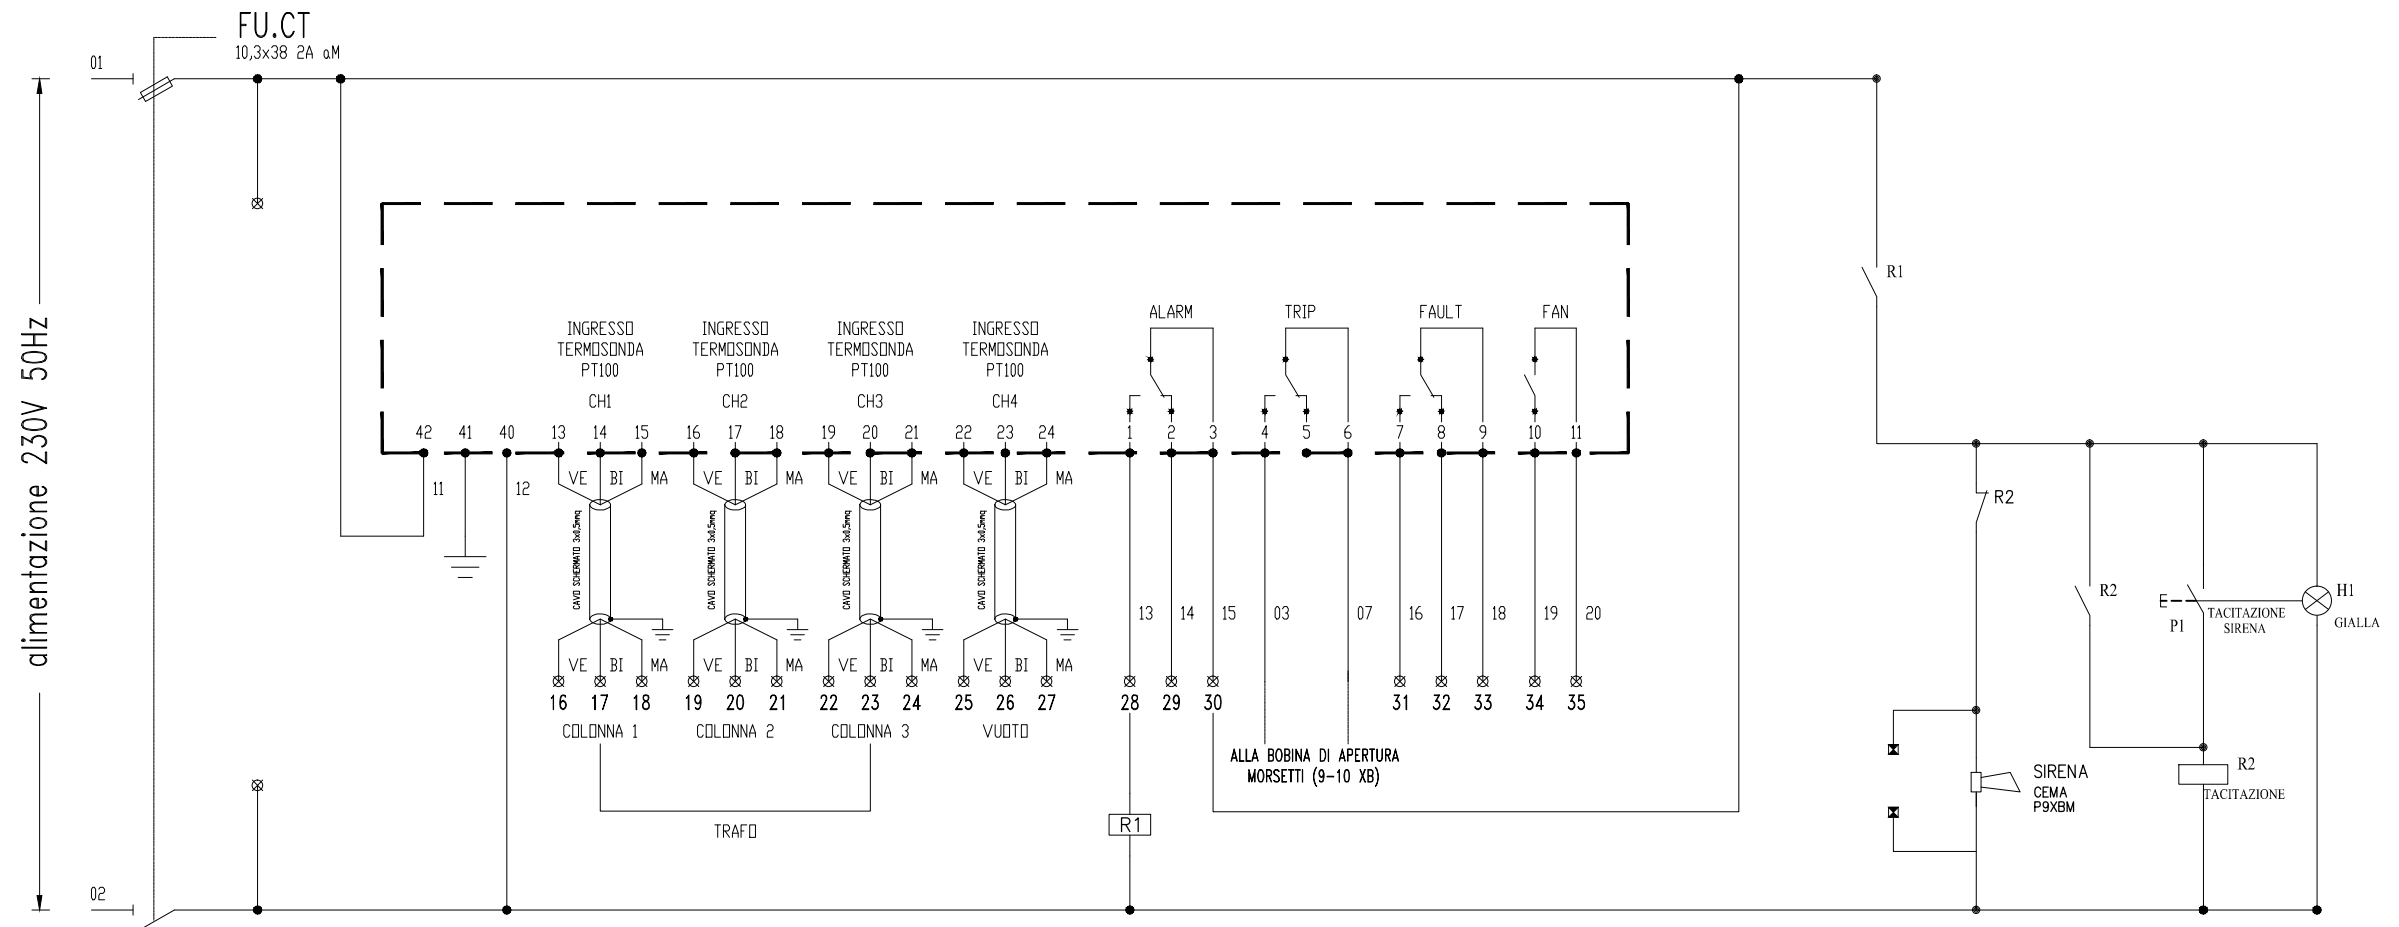 FU.CT
10,3x38 2A aM
01
alimentazione 230V 50Hz
R1
ALARM TRIP FAULT FAN
INGRESSO INGRESSO INGRESSO INGRESSO
TERMOSONDA TERMOSONDA TERMOSONDA TERMOSONDA
PT100 PT100 PT100 PT100
CH1 CH2 CH3 CH4
42 41 40 13 14 15 16 17 18 19 20 21 22 23 24 1 2 3 4 5 6 7 8 9 10 11
11 12
VE BI MA VE BI MA VE BI MA VE BI MA
R2
CAVO SCHERMATO 3x0,5mmq
CAVO SCHERMATO 3x0,5mmq
CAVO SCHERMATO 3x0,5mmq
CAVO SCHERMATO 3x0,5mmq
R2
H1
13 14 15 03 07 16 17 18 19 20
P1
TACITAZIONE
SIRENA
GIALLA
VE BI MA VE BI MA VE BI MA VE BI MA
16 17 18 19 20 21 22 23 24 25 26 27 28 29 30 31 32 33 34 35
COLONNA 1 COLONNA 2 COLONNA 3 VUOTO
ALLA BOBINA DI APERTURA
MORSETTI (9-10 XB)
TRAFO
R1
SIRENA
CEMA
P9XBM
R2
TACITAZIONE
02